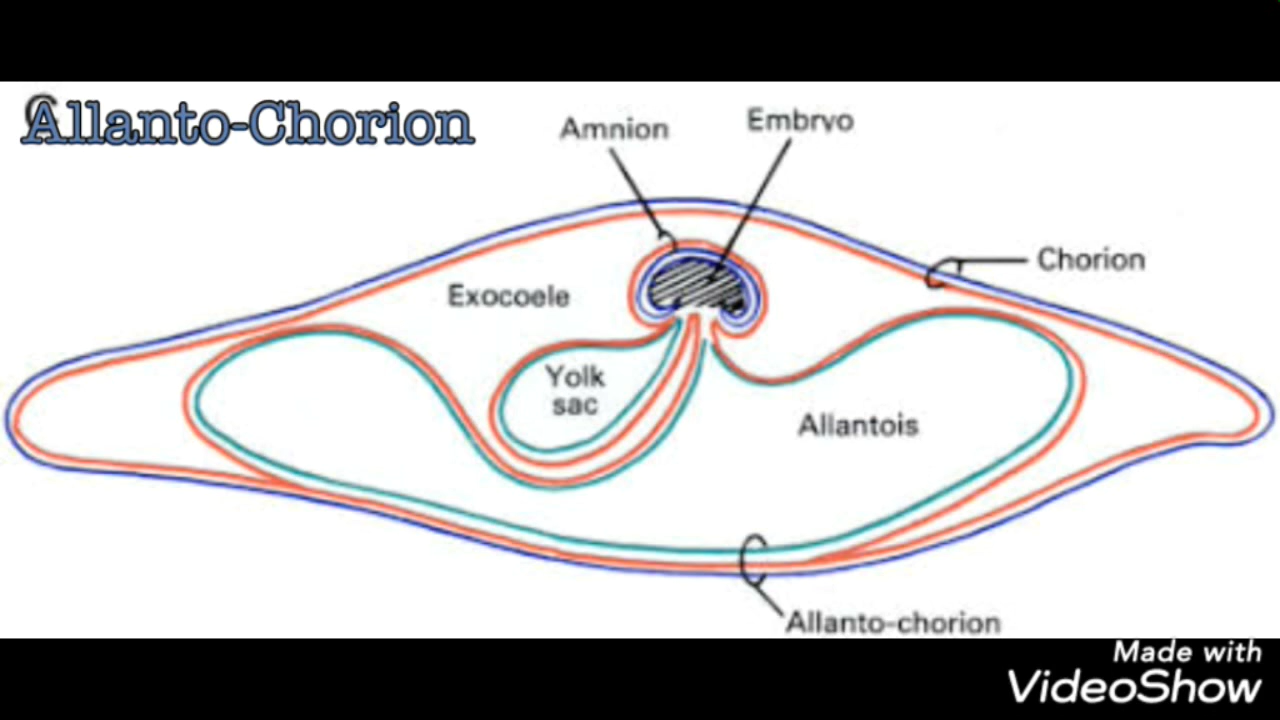 Allanto-Chorion
Amnion
Embryo
Chorion
Exocoele
Yolk
sac
Allantois
Allanto-chorion
Made with
VideoShow